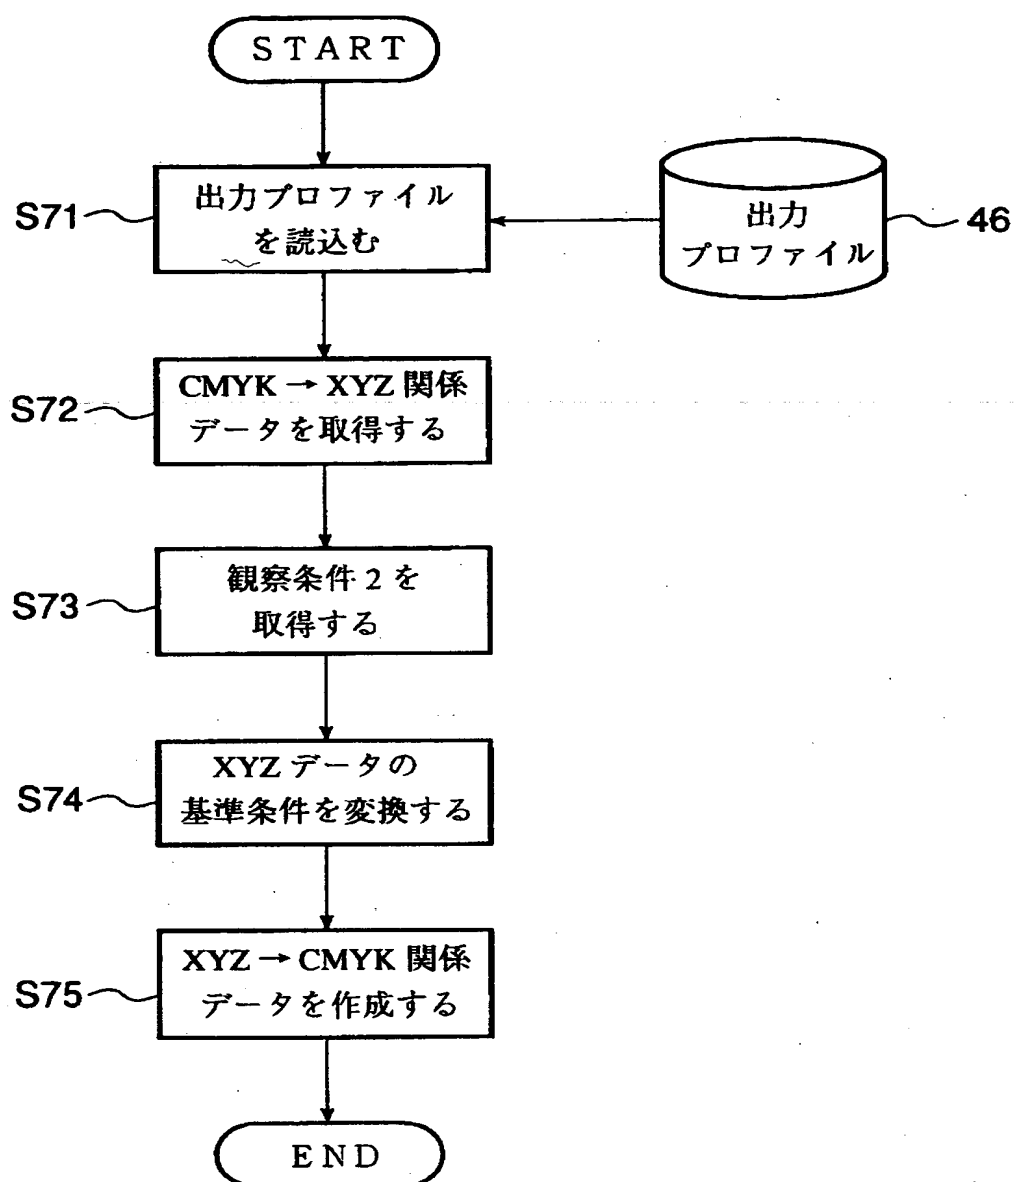 START
S71
出力プロファイル
を読込む
出力
プロファイル
46
S72
CMYK → XYZ 関係
データを取得する
S73
観察条件2を
取得する
S74
XYZ データの
基準条件を変換する
S75
XYZ → CMYK 関係
データを作成する
END